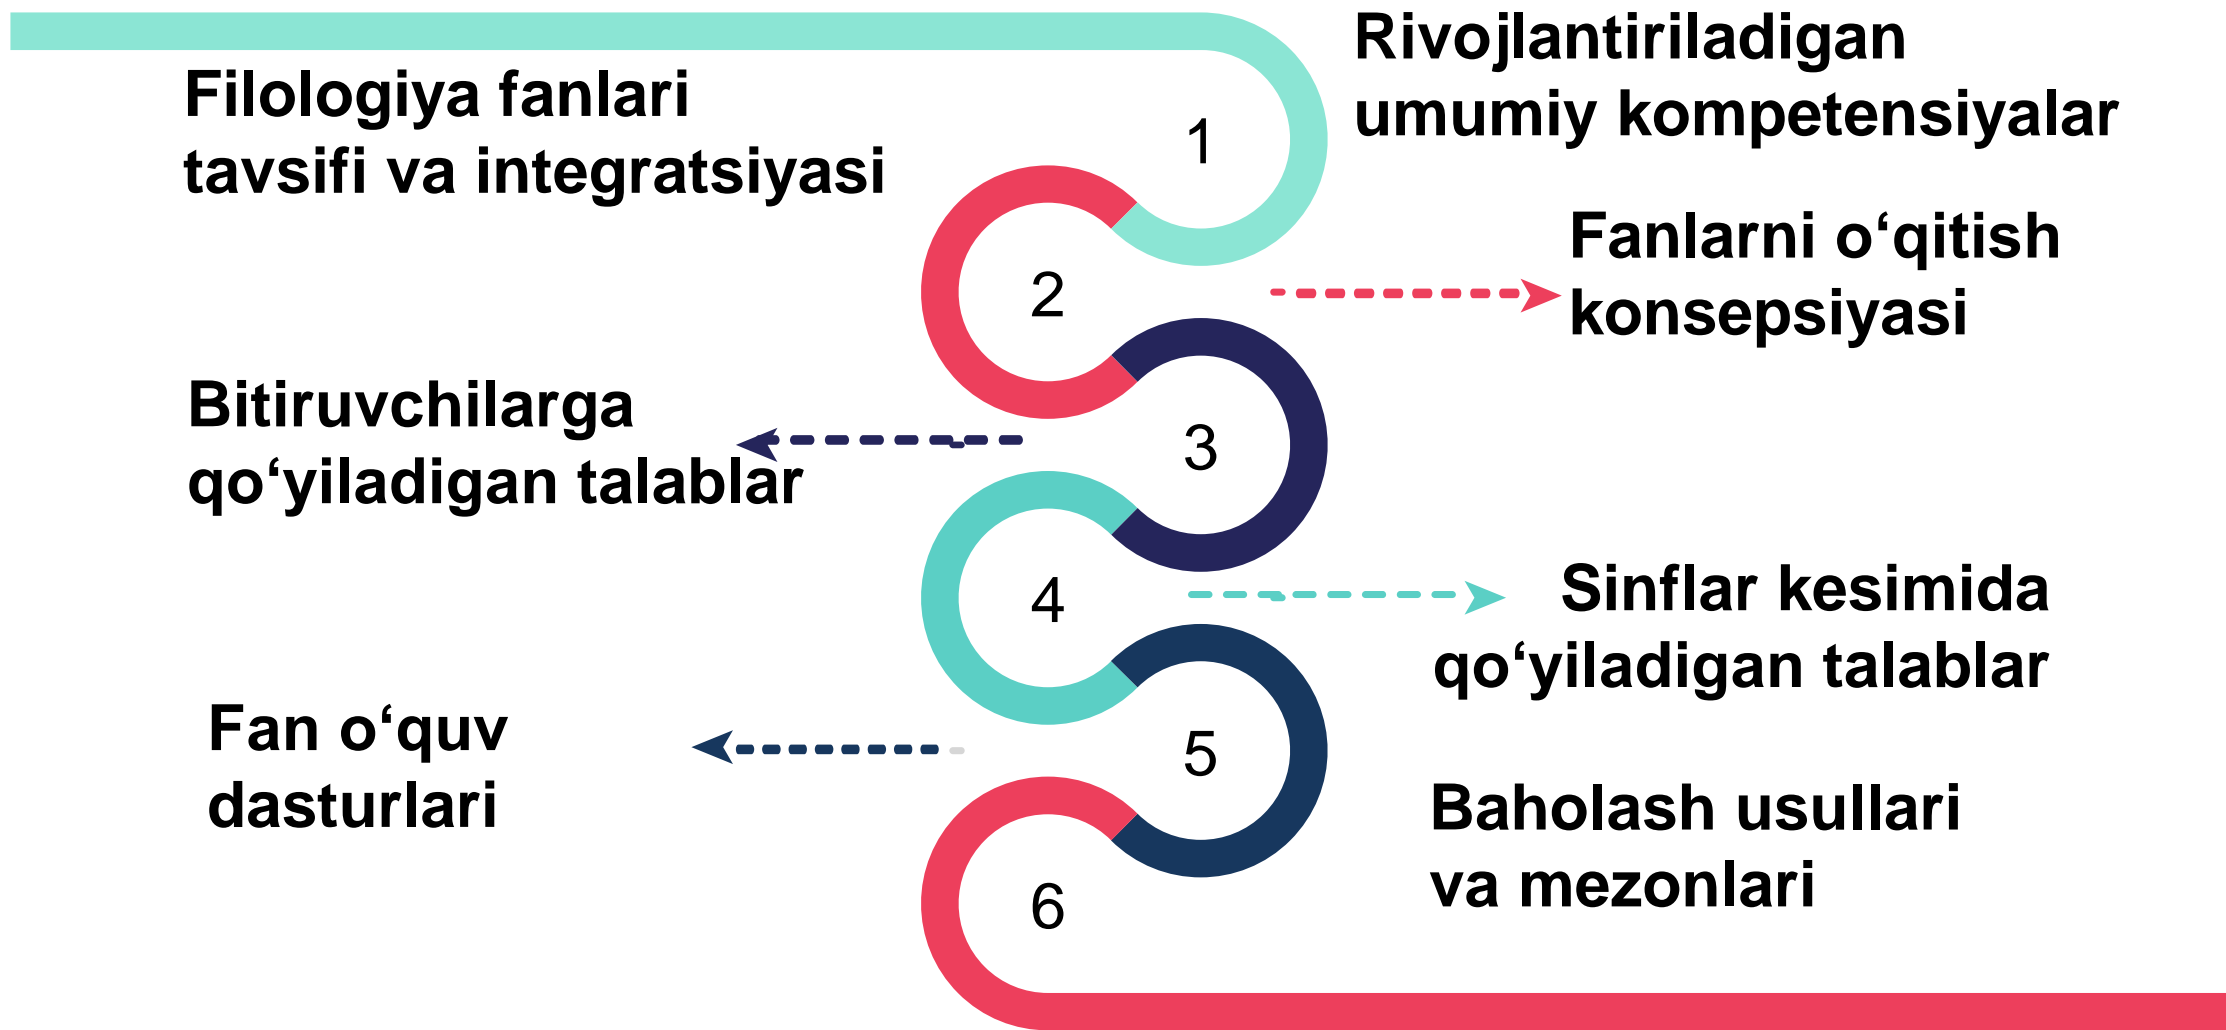 Rivojlantiriladigan
umumiy kompetensiyalar
Filologiya fanlari
tavsifi va integratsiyasi
1
Fanlarni o‘qitish
konsepsiyasi
2
Bitiruvchilarga
qo‘yiladigan talablar
3
Sinflar kesimida
qo‘yiladigan talablar
4
Fan o‘quv
dasturlari
5
Baholash usullari
va mezonlari
6